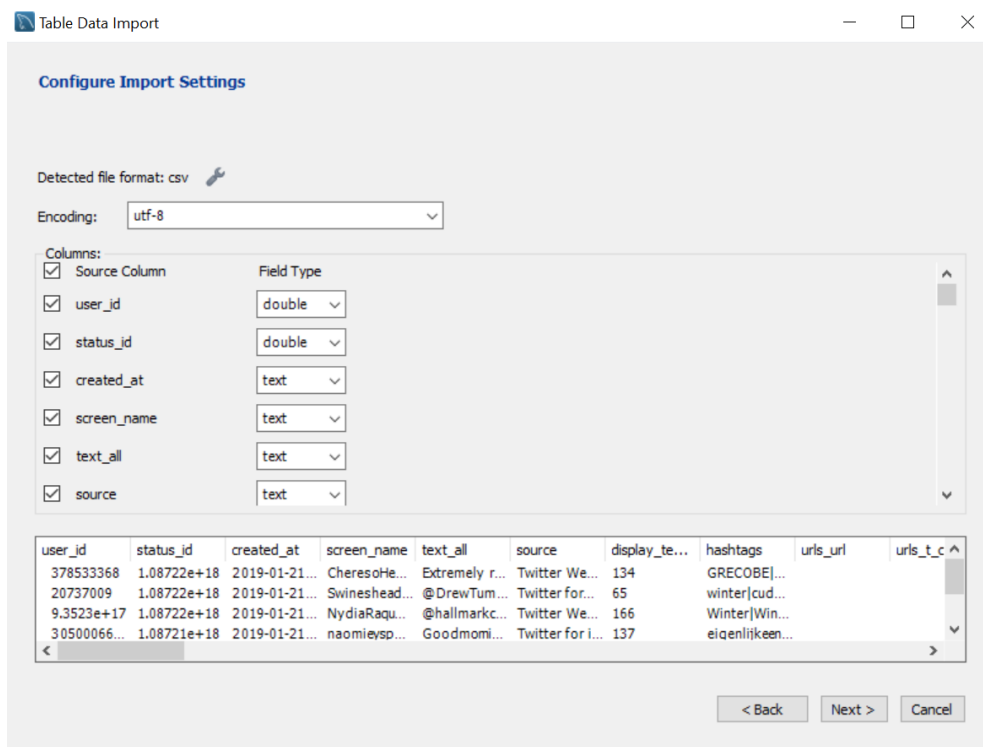 Table Data Import
Configure Import Settings
Detected file format: csv
Encoding: utf-8
Columns:
Source Column Field Type
user_id double
status_id double
created_at text
screen_name text
text_all text
source text
user_id status_id created_at screen_name text_all source display_te... hashtags urls_url urls_t_c
378533368 1.08722e+18 2019-01-21... CheresoHe... Extremely r... Twitter We... 134 GRECOBE|...
20737009 1.08722e+18 2019-01-21... Swineshead... @DrewTum... Twitter for... 65 winter|cud...
9.3523e+17 1.08722e+18 2019-01-21... NydiaRaqu... @hallmarkc... Twitter We... 166 Winter|Win...
30500066... 1.08721e+18 2019-01-21... naomieysp... Goodmorni... Twitter for i... 137 eigenlijkeen...
< Back Next > Cancel